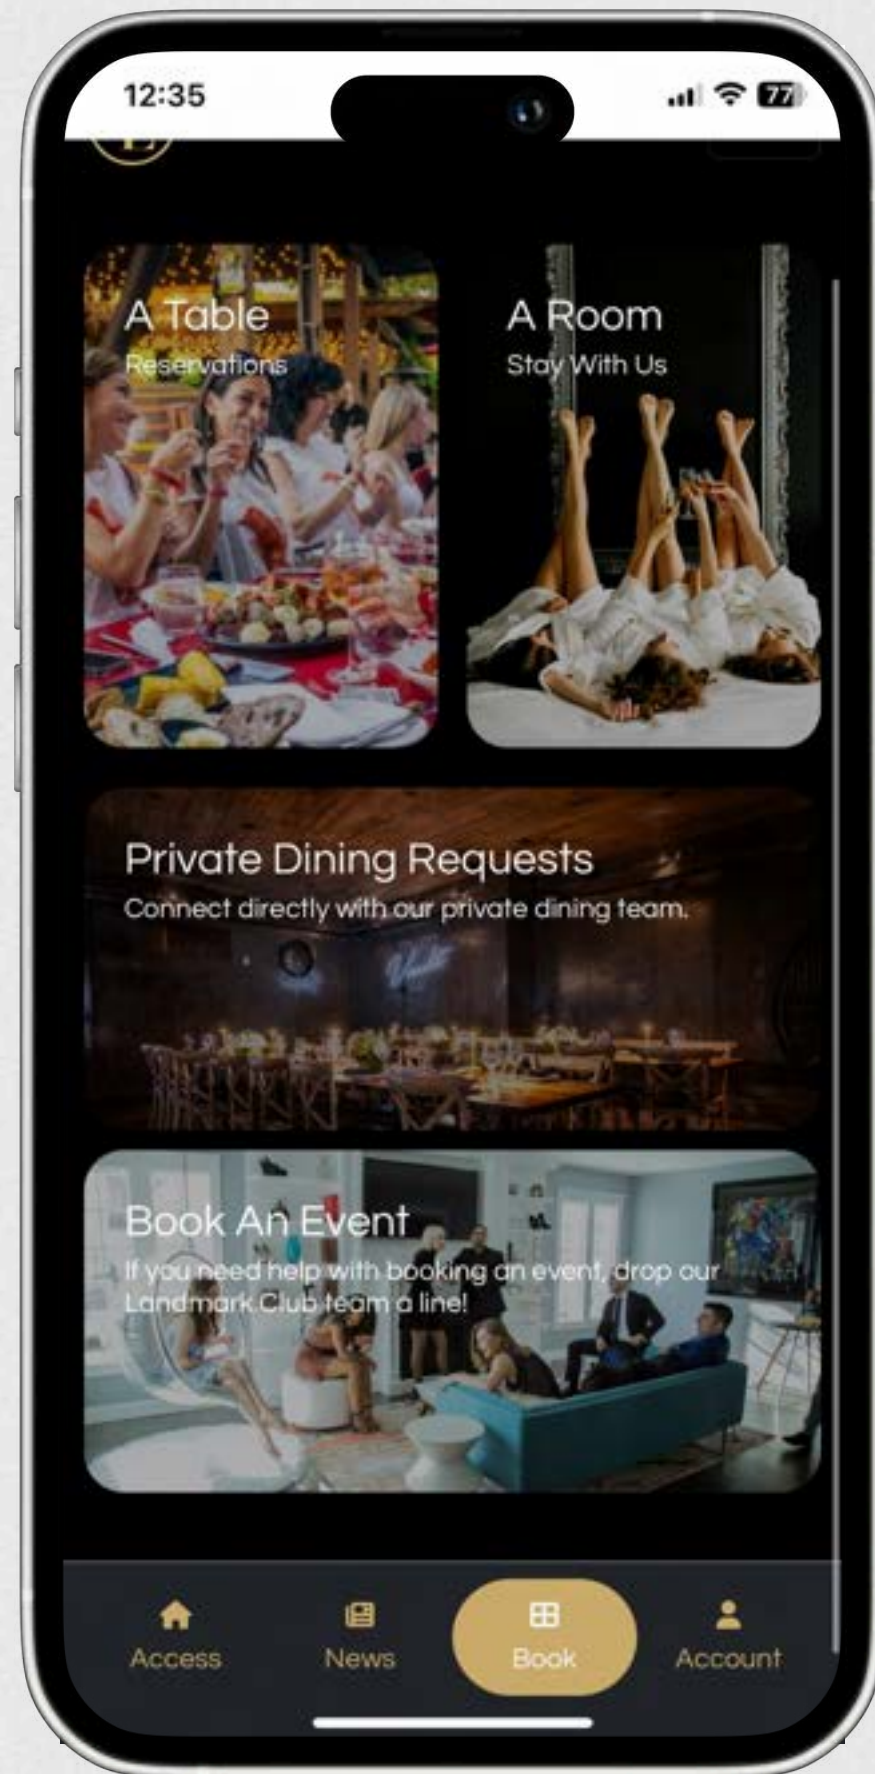 12:35
77
A Table
Reservations
A Room
Stay With Us
Private Dining Requests
Connect directly with our private dining team.
Book An Event
If you need help with booking an event, drop our
Landmark Club team a line!
Access
News
Book
Account